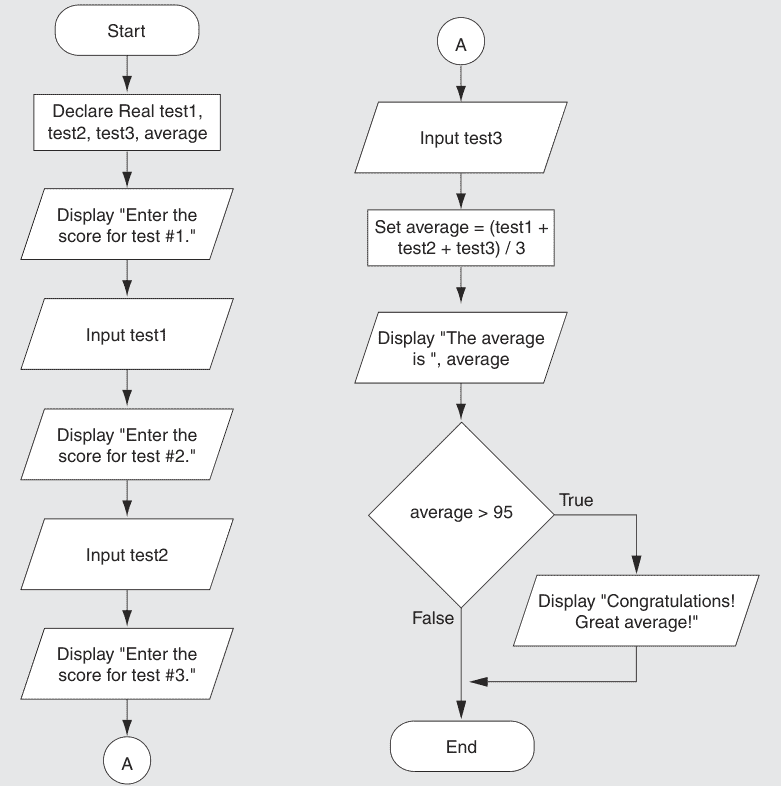 Start
Declare Real test1,
test2, test3, average
Display "Enter the
score for test #1."
Input test1
Display "Enter the
score for test #2."
Input test2
Display "Enter the
score for test #3."
A
A
Input test3
Set average = (test1 +
test2 + test3) / 3
Display "The average
is ", average
average > 95
True
False
Display "Congratulations!
Great average!"
End